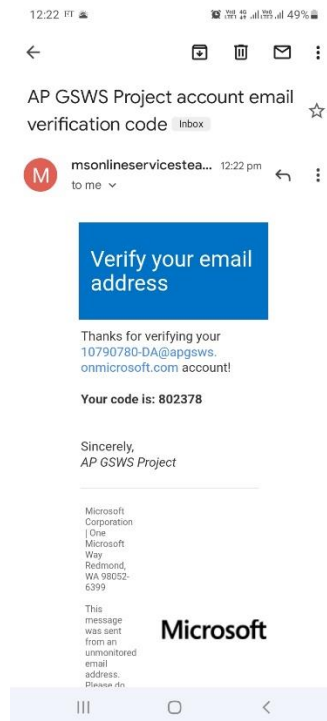 12:22
49%
AP GSWS Project account email
verification code Inbox
M
msonlineservicestea... 12:22 pm
to me
Verify your email
address
Thanks for verifying your
10790780-DA@apgsws.
onmicrosoft.com account!
Your code is: 802378
Sincerely,
AP GSWS Project
Microsoft
Corporation
| One
Microsoft
Way
Redmond,
WA 98052-
6399
This
message
was sent
from an
unmonitored
email
address.
Please do
Microsoft